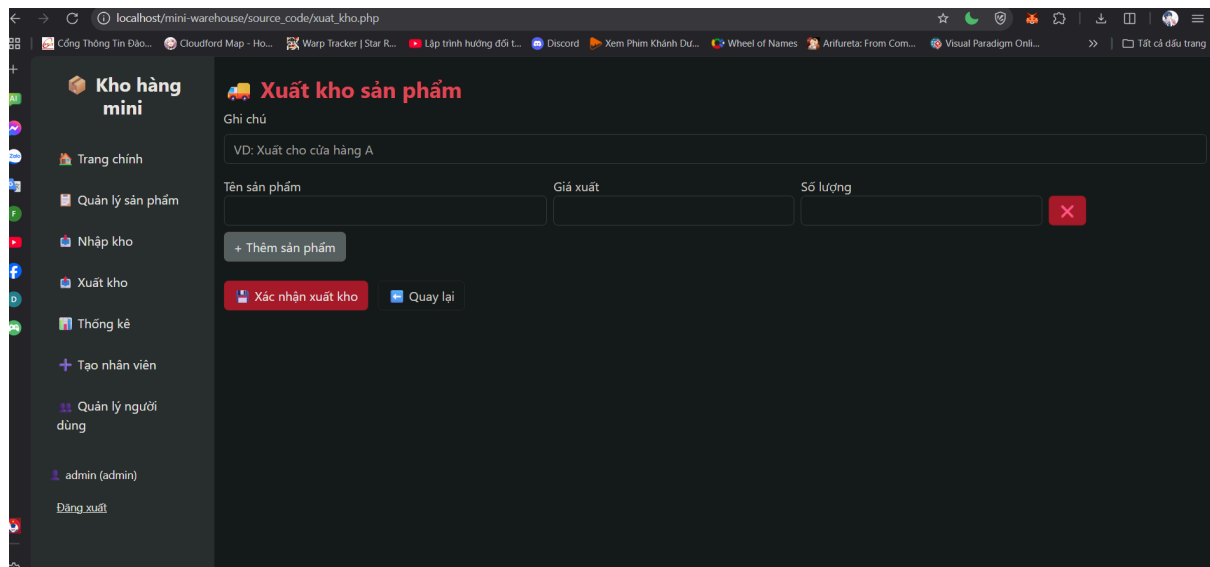 localhost/mini-warehouse/source_code/xuat_kho.php
Cổng Thông Tin Đào... Cloudford Map - Ho... Warp Tracker | Star R... Lập trình hướng đối t... Discord Xem Phim Khánh Dư... Wheel of Names Arifureta: From Com... Visual Paradigm Onli... » Tất cả dấu trang
Kho hàng
mini
Trang chính
Quản lý sản phẩm
Nhập kho
Xuất kho
Thống kê
Tạo nhân viên
Quản lý người
dùng
admin (admin)
Đăng xuất
Xuất kho sản phẩm
Ghi chú
VD: Xuất cho cửa hàng A
Tên sản phẩm Giá xuất Số lượng
+ Thêm sản phẩm
Xác nhận xuất kho Quay lại